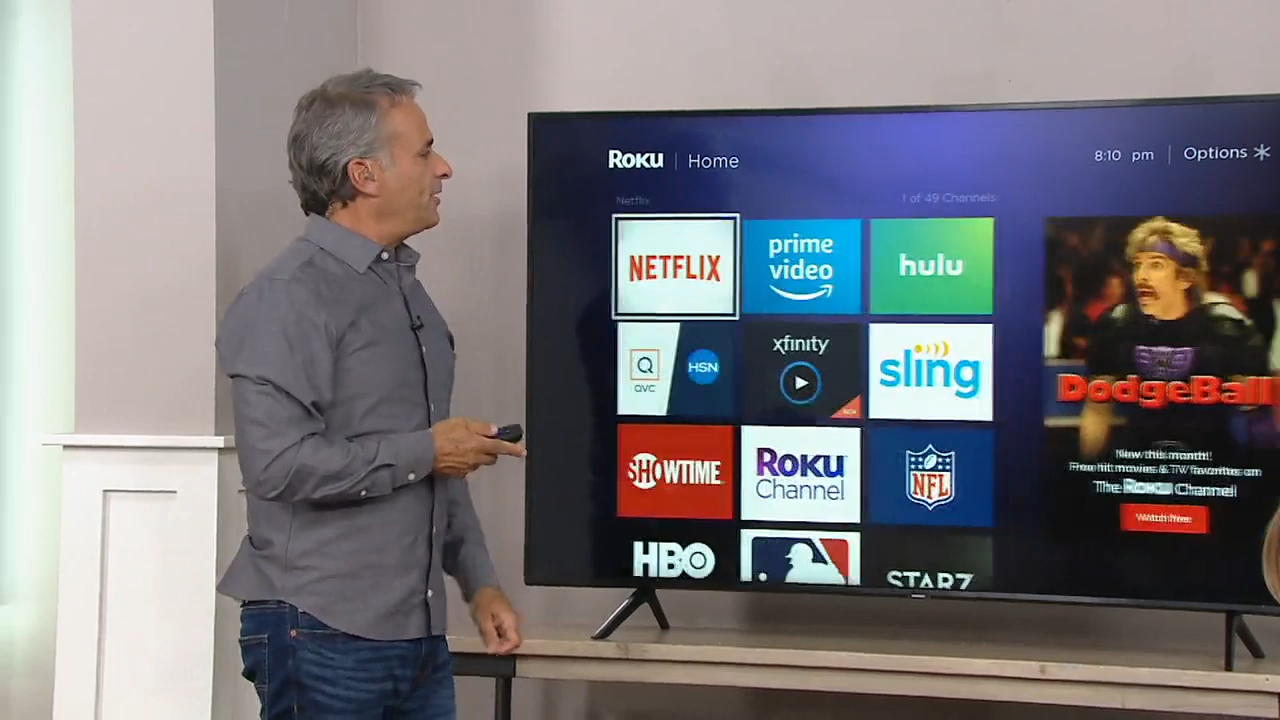 Roku | Home
8:10 pm | Options
Netflix
1 of 49 Channels
NETFLIX
prime video
hulu
Q
QVC
HSN
xfinity
sling
SHOWTIME
Roku Channel
NFL
HBO
STARZ
DODGEBALL
New this month!
Free hit movies & TV favorites on
The Roku Channel
Watch free